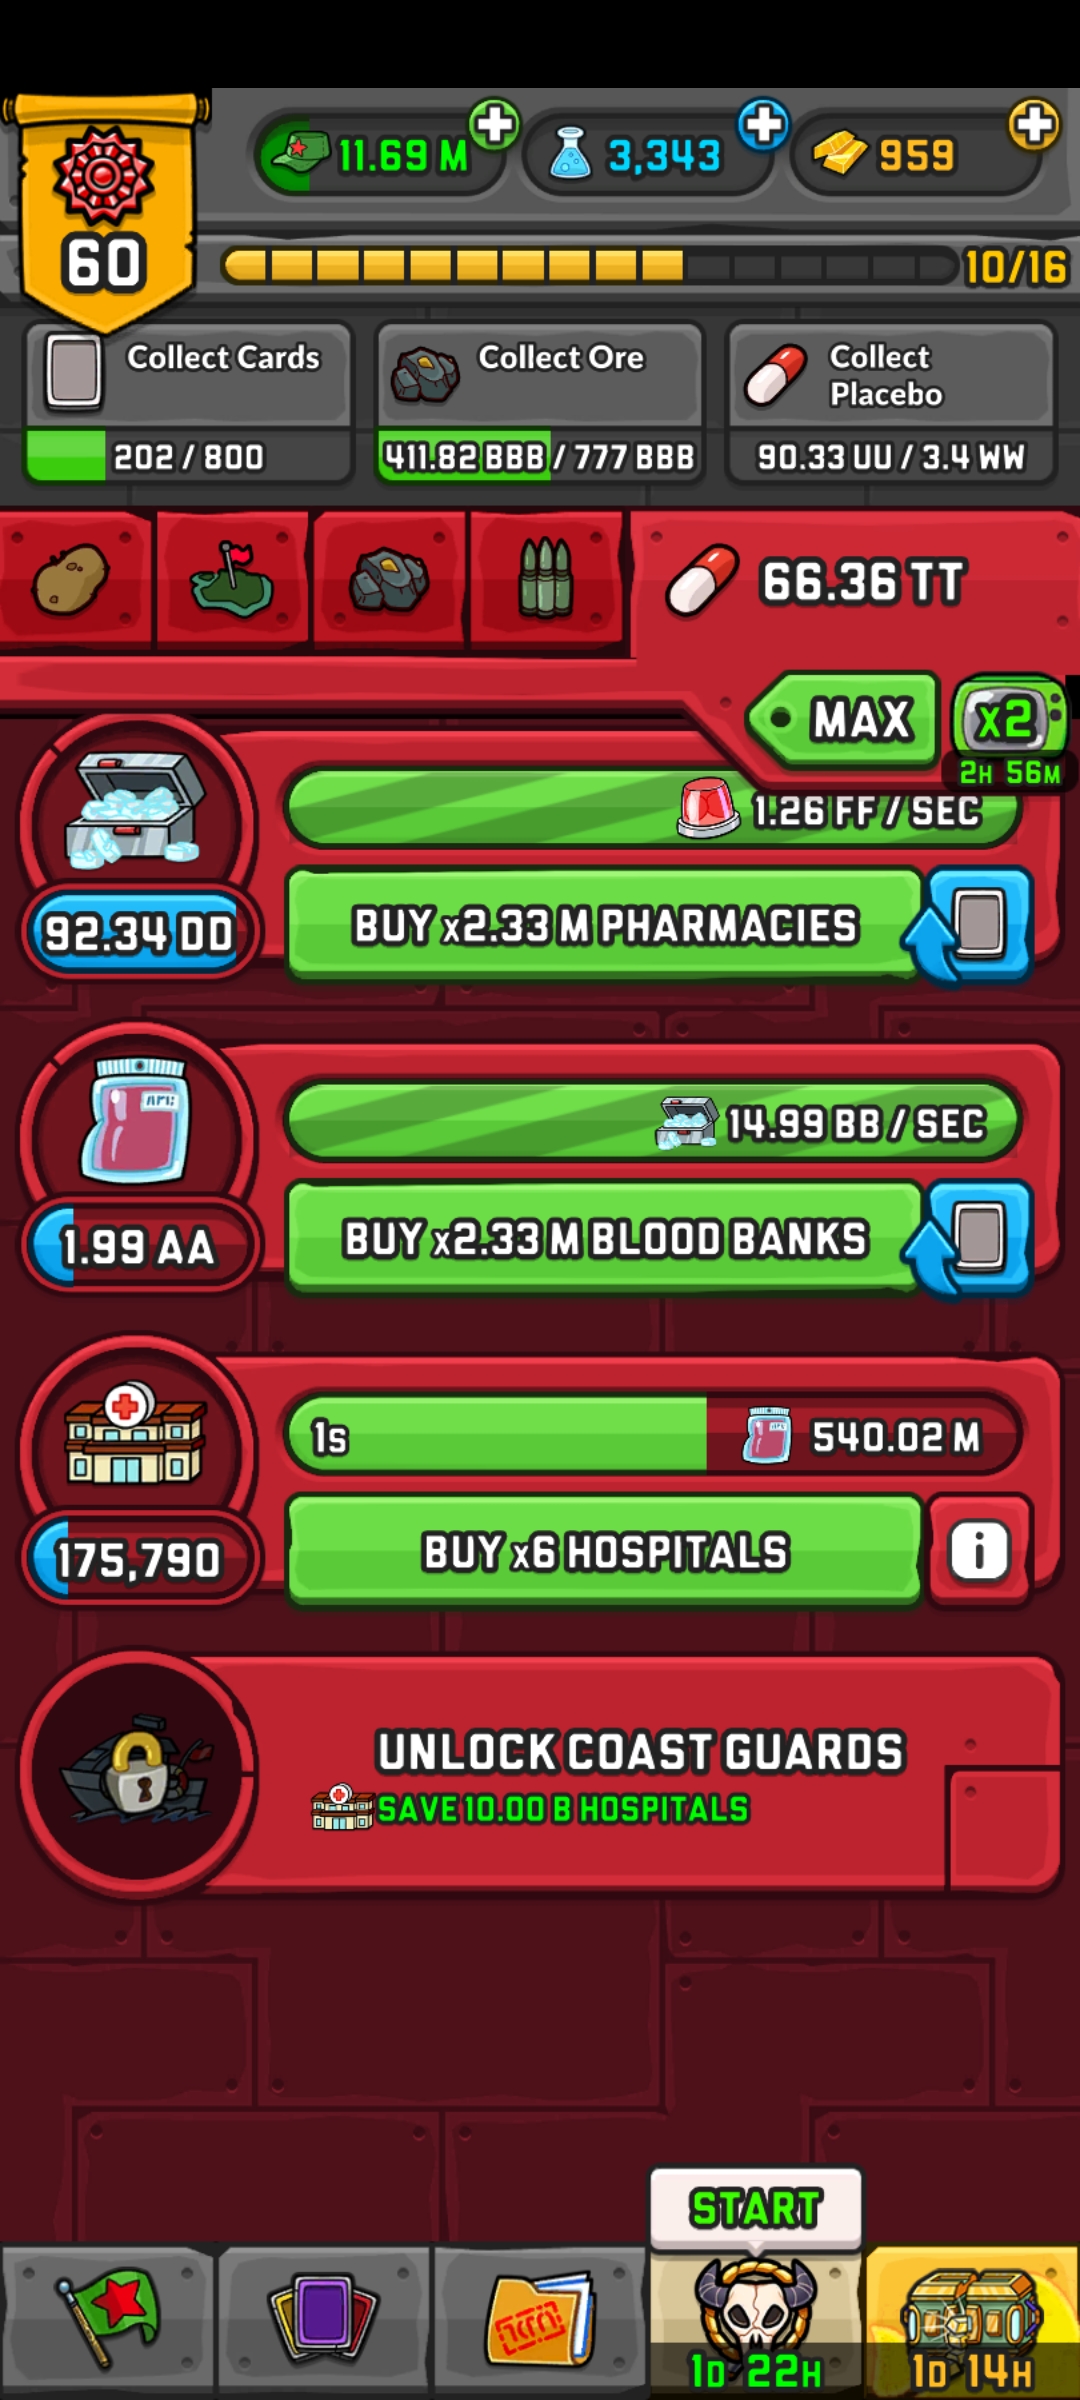 60
11.69 M
3,343
959
10/16
Collect Cards
202 / 800
Collect Ore
411.82 BBB / 777 BBB
Collect
Placebo
90.33 UU / 3.4 WW
66.36 TT
MAX
x2
2H 56M
1.26 FF / SEC
92.34 DD
BUY x2.33 M PHARMACIES
14.99 BB / SEC
1.99 AA
BUY x2.33 M BLOOD BANKS
1s
540.02 M
175,790
BUY x6 HOSPITALS
i
UNLOCK COAST GUARDS
SAVE 10.00 B HOSPITALS
START
1D 22H
1D 14H